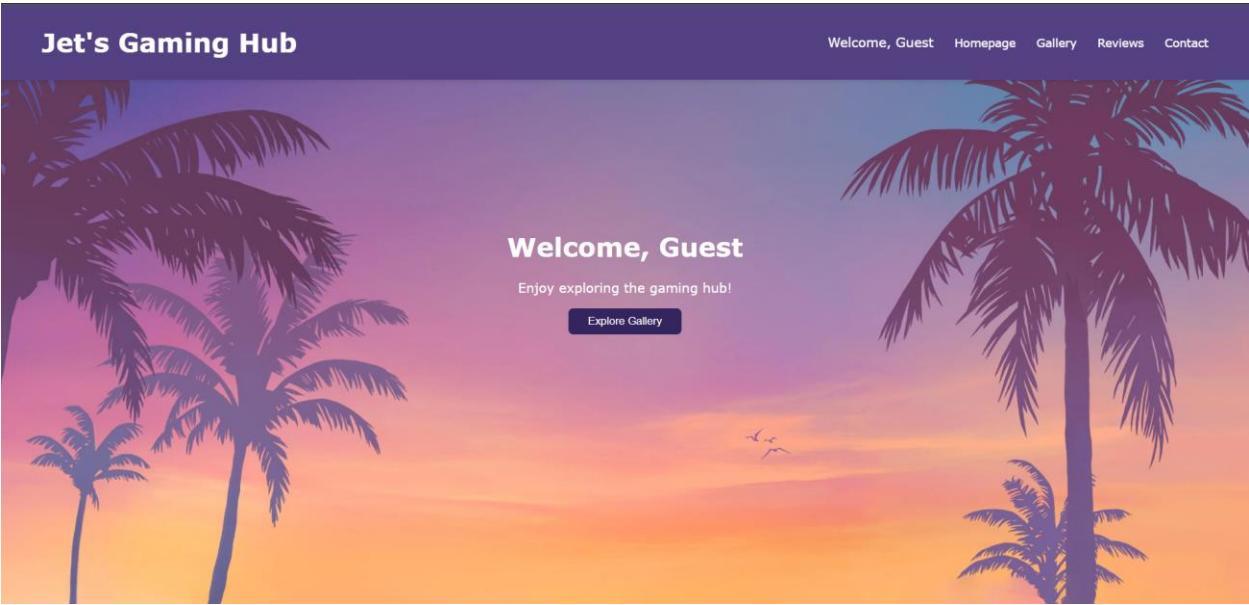 Jet's Gaming Hub
Welcome, Guest Homepage Gallery Reviews Contact
Welcome, Guest
Enjoy exploring the gaming hub!
Explore Gallery